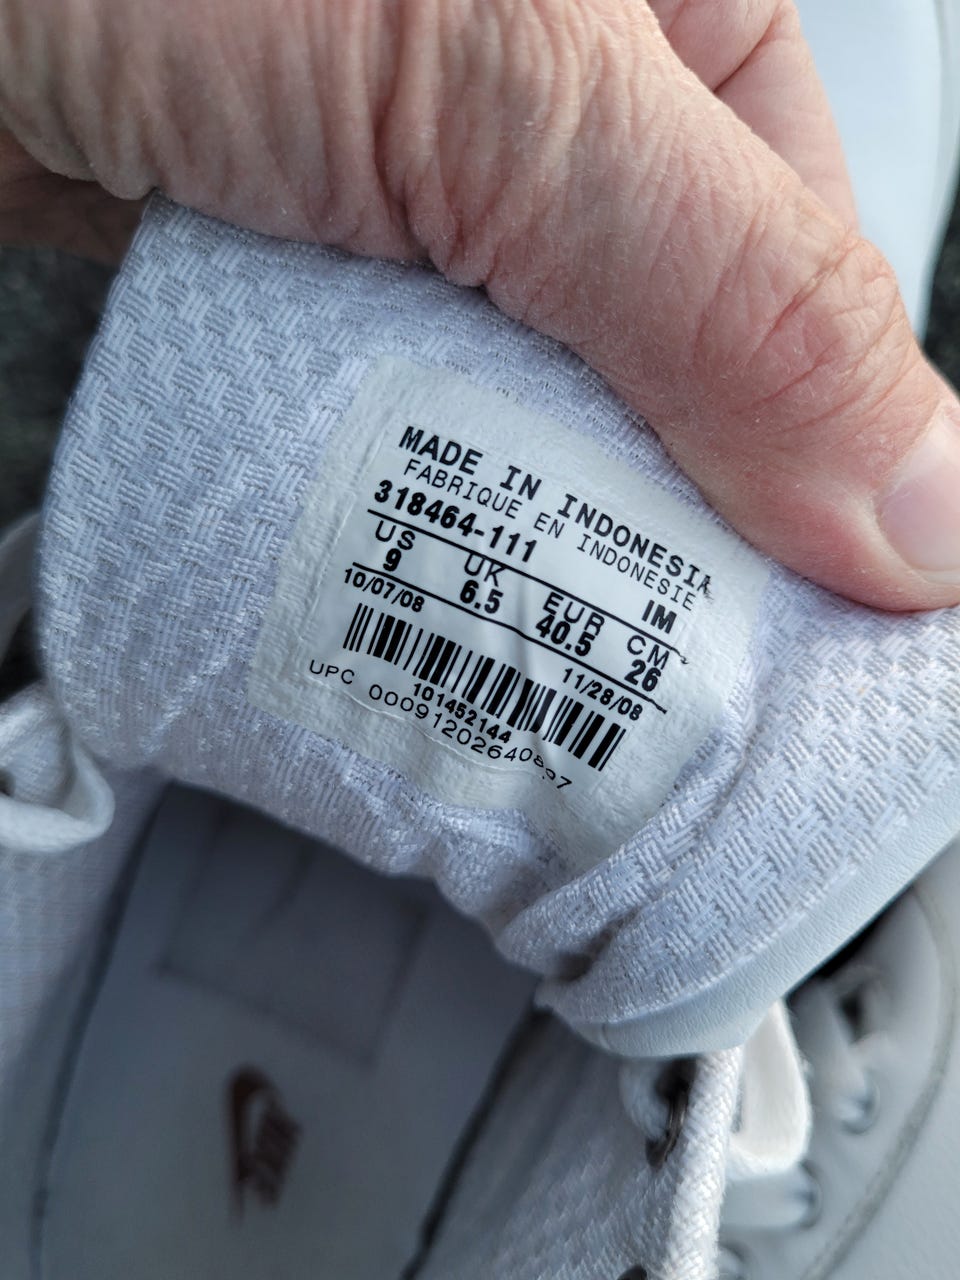 MADE IN INDONESIA
FABRIQUE EN INDONESIE
318464-111 IM
US UK EUR CM
9 6.5 40.5 26
10/07/08 11/28/08
101452144
UPC 00091202640897